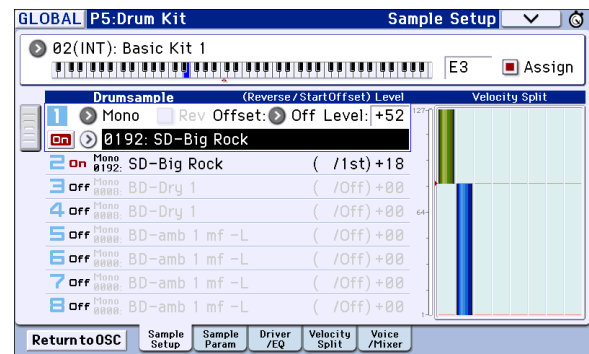 GLOBAL P5:Drum Kit Sample Setup
02(INT): Basic Kit 1
E3 Assign
Drumsample (Reverse/StartOffset) Level Velocity Split
1 Mono Rev Offset: Off Level: +52
On 0192: SD-Big Rock
2 On Mono 0192: SD-Big Rock ( /1st) +18
3 Off Mono 0000: BD-Dry 1 ( /Off) +00
4 Off Mono 0000: BD-Dry 1 ( /Off) +00
5 Off Mono 0000: BD-amb 1 mf -L ( /Off) +00
6 Off Mono 0000: BD-amb 1 mf -L ( /Off) +00
7 Off Mono 0000: BD-amb 1 mf -L ( /Off) +00
8 Off Mono 0000: BD-amb 1 mf -L ( /Off) +00
127
64
1
Return to OSC
Sample Setup
Sample Param
Driver /EQ
Velocity Split
Voice /Mixer